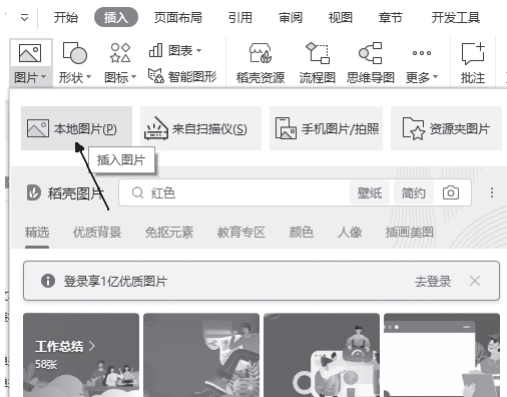 开始 插入 页面布局 引用 审阅 视图 章节 开发工具
图表
图片 形状 图标 智能图形 稻壳资源 流程图 思维导图 更多 批注
本地图片(P) 来自扫描仪(S) 手机图片/拍照 资源夹图片
插入图片
稻壳图片 红色 壁纸 简约
精选 优质背景 免抠元素 教育专区 颜色 人像 插画美图
登录享1亿优质图片 去登录
工作总结
58张